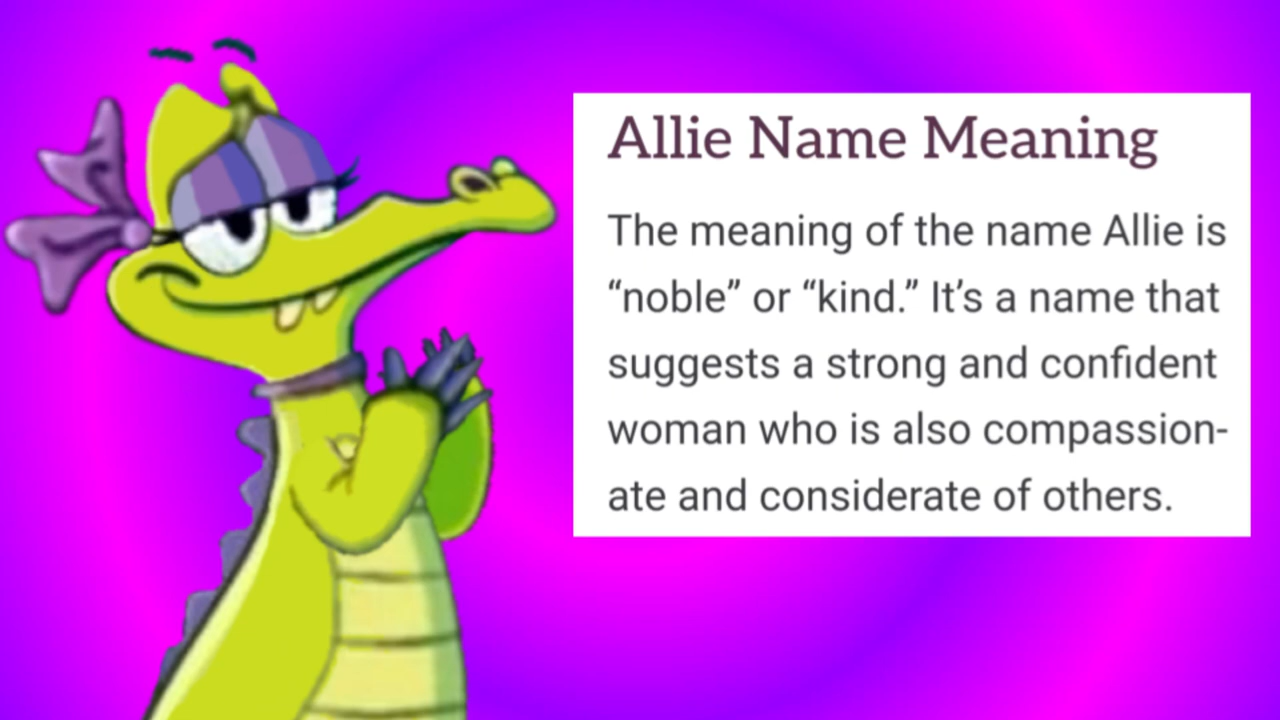 Allie Name Meaning
The meaning of the name Allie is
“noble” or “kind.” It’s a name that
suggests a strong and confident
woman who is also compassion-
ate and considerate of others.